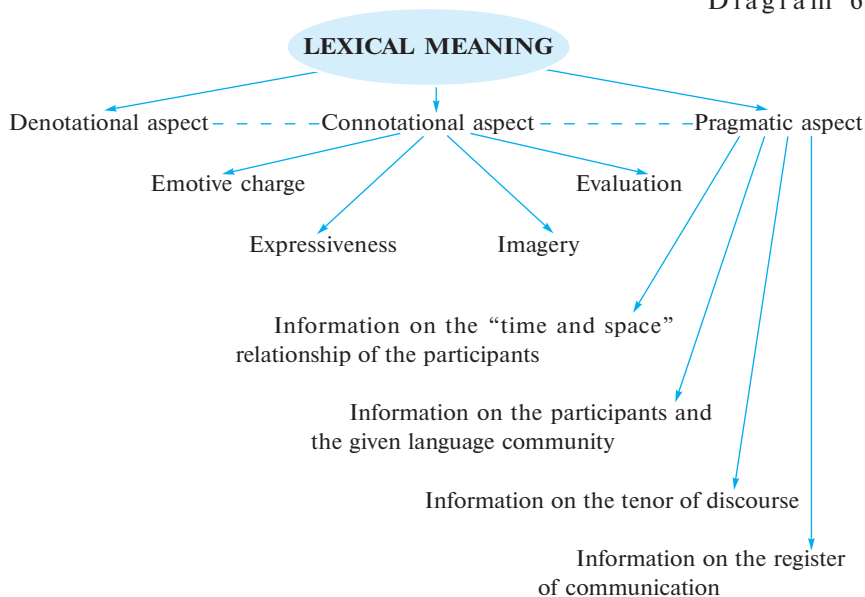 Diagram 6
LEXICAL MEANING
Denotational aspect
Connotational aspect
Pragmatic aspect
Emotive charge
Evaluation
Expressiveness
Imagery
Information on the “time and space”
relationship of the participants
Information on the participants and
the given language community
Information on the tenor of discourse
Information on the register
of communication